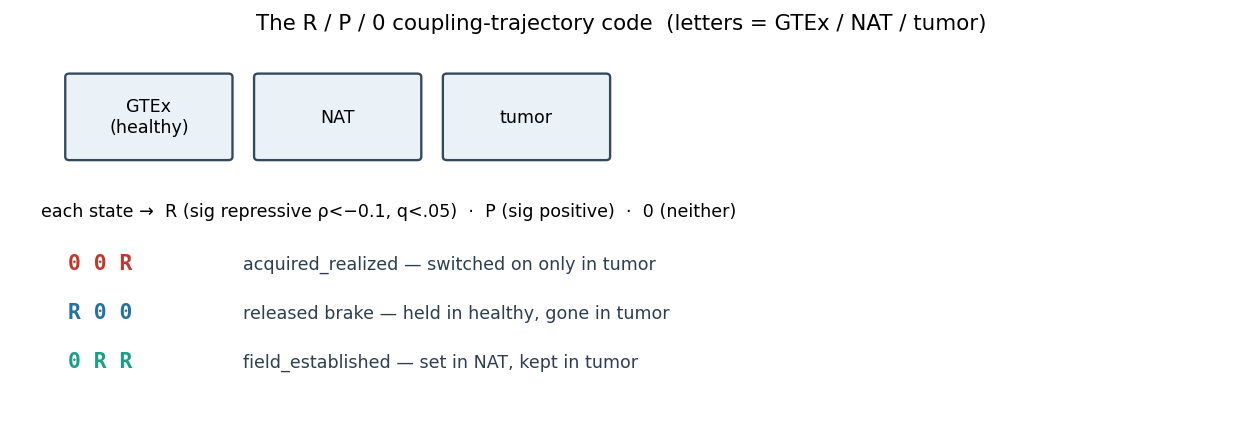 The R / P / 0 coupling-trajectory code  (letters = GTEx / NAT / tumor)
GTEx
(healthy)
NAT
tumor
each state → R (sig repressive ρ<−0.1, q<.05)  ·  P (sig positive)  ·  0 (neither)
0 0 R
acquired_realized — switched on only in tumor
R 0 0
released brake — held in healthy, gone in tumor
0 R R
field_established — set in NAT, kept in tumor